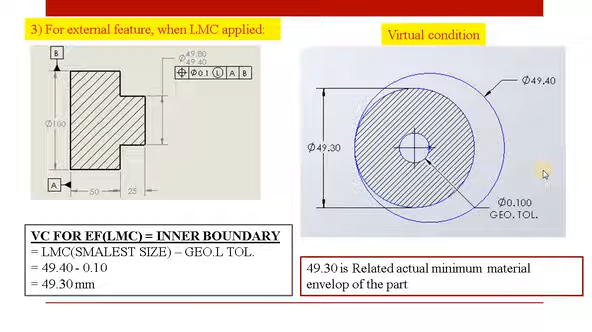 3) For external feature, when LMC applied:
Virtual condition
B
Ø49.80
49.40
⌖ Ø0.1 Ⓛ A B
Ø100
A
50
25
Ø49.40
Ø49.30
Ø0.100
GEO. TOL.
VC FOR EF(LMC) = INNER BOUNDARY
= LMC(SMALEST SIZE) – GEO.L TOL.
= 49.40 - 0.10
= 49.30 mm
49.30 is Related actual minimum material
envelop of the part